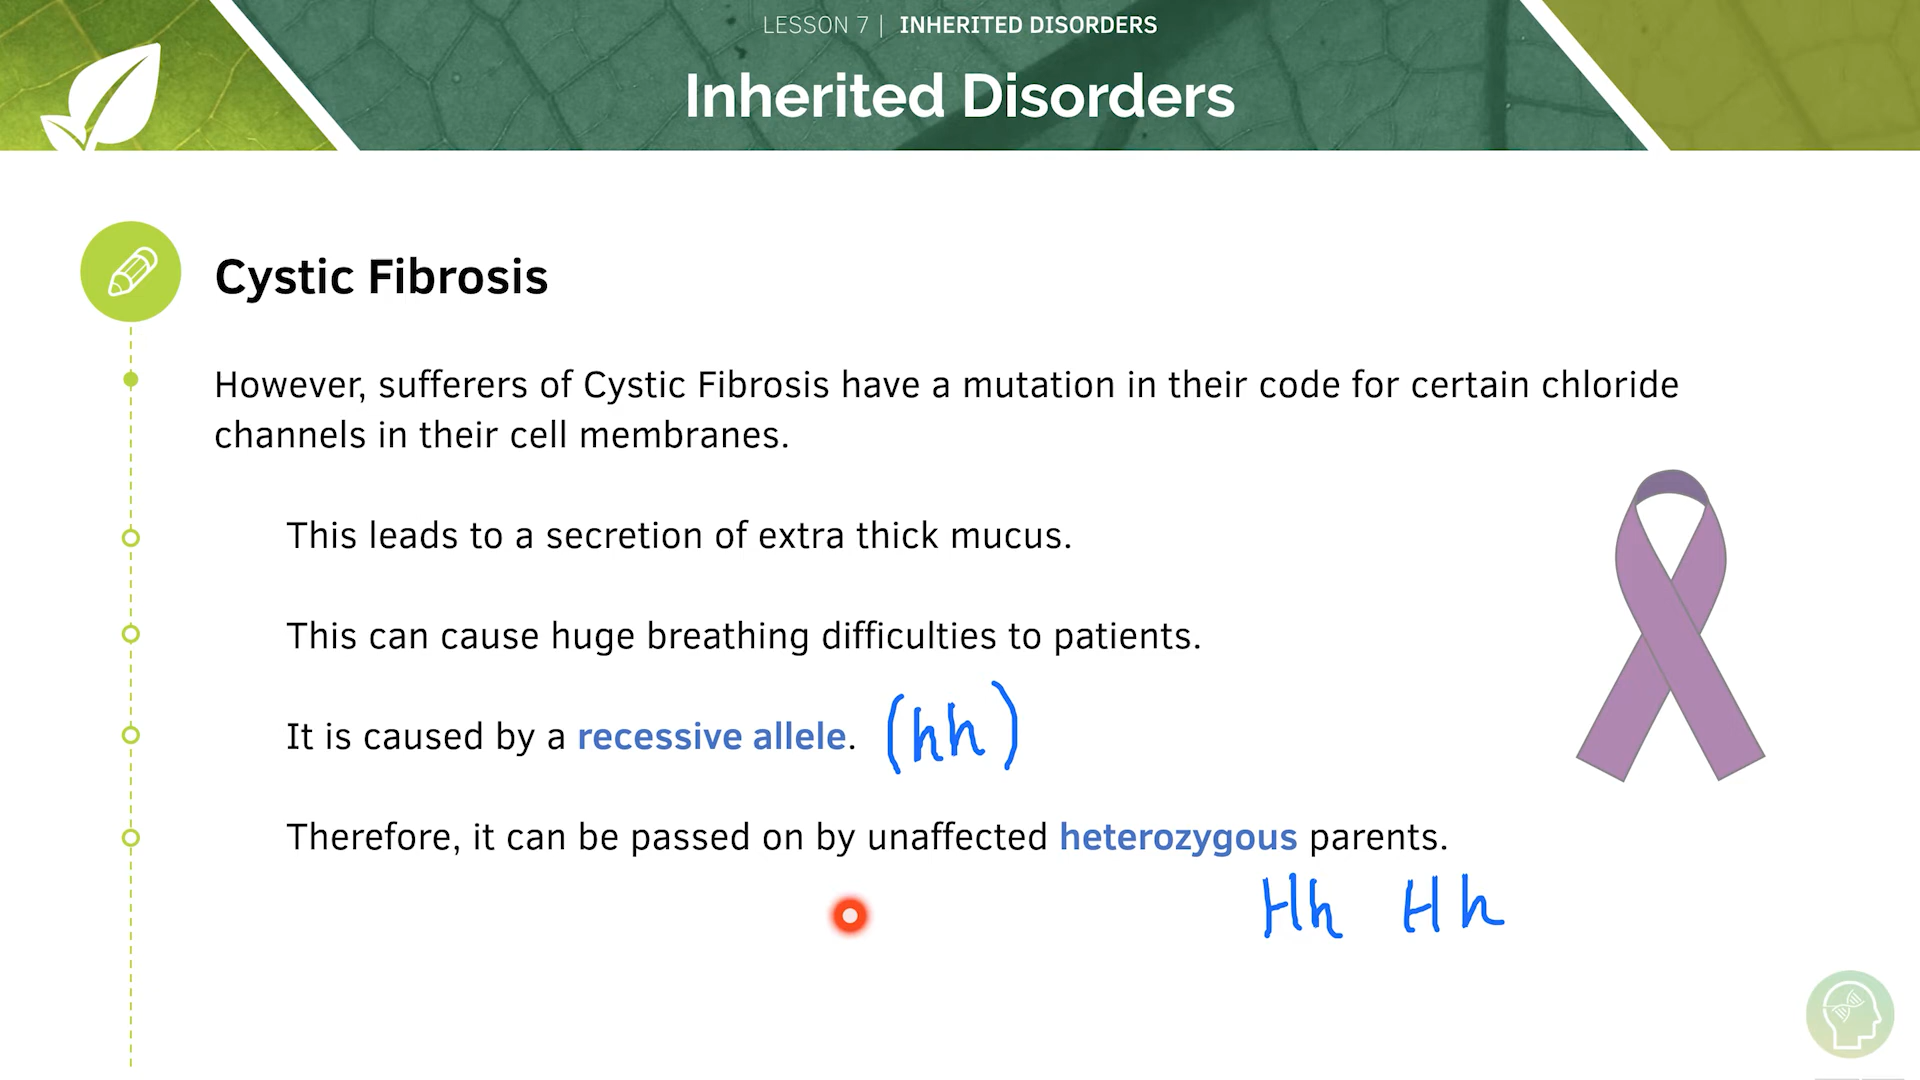 LESSON 7 | INHERITED DISORDERS
Inherited Disorders
Cystic Fibrosis
However, sufferers of Cystic Fibrosis have a mutation in their code for certain chloride
channels in their cell membranes.
This leads to a secretion of extra thick mucus.
This can cause huge breathing difficulties to patients.
It is caused by a recessive allele. (hh)
Therefore, it can be passed on by unaffected heterozygous parents.
Hh Hh